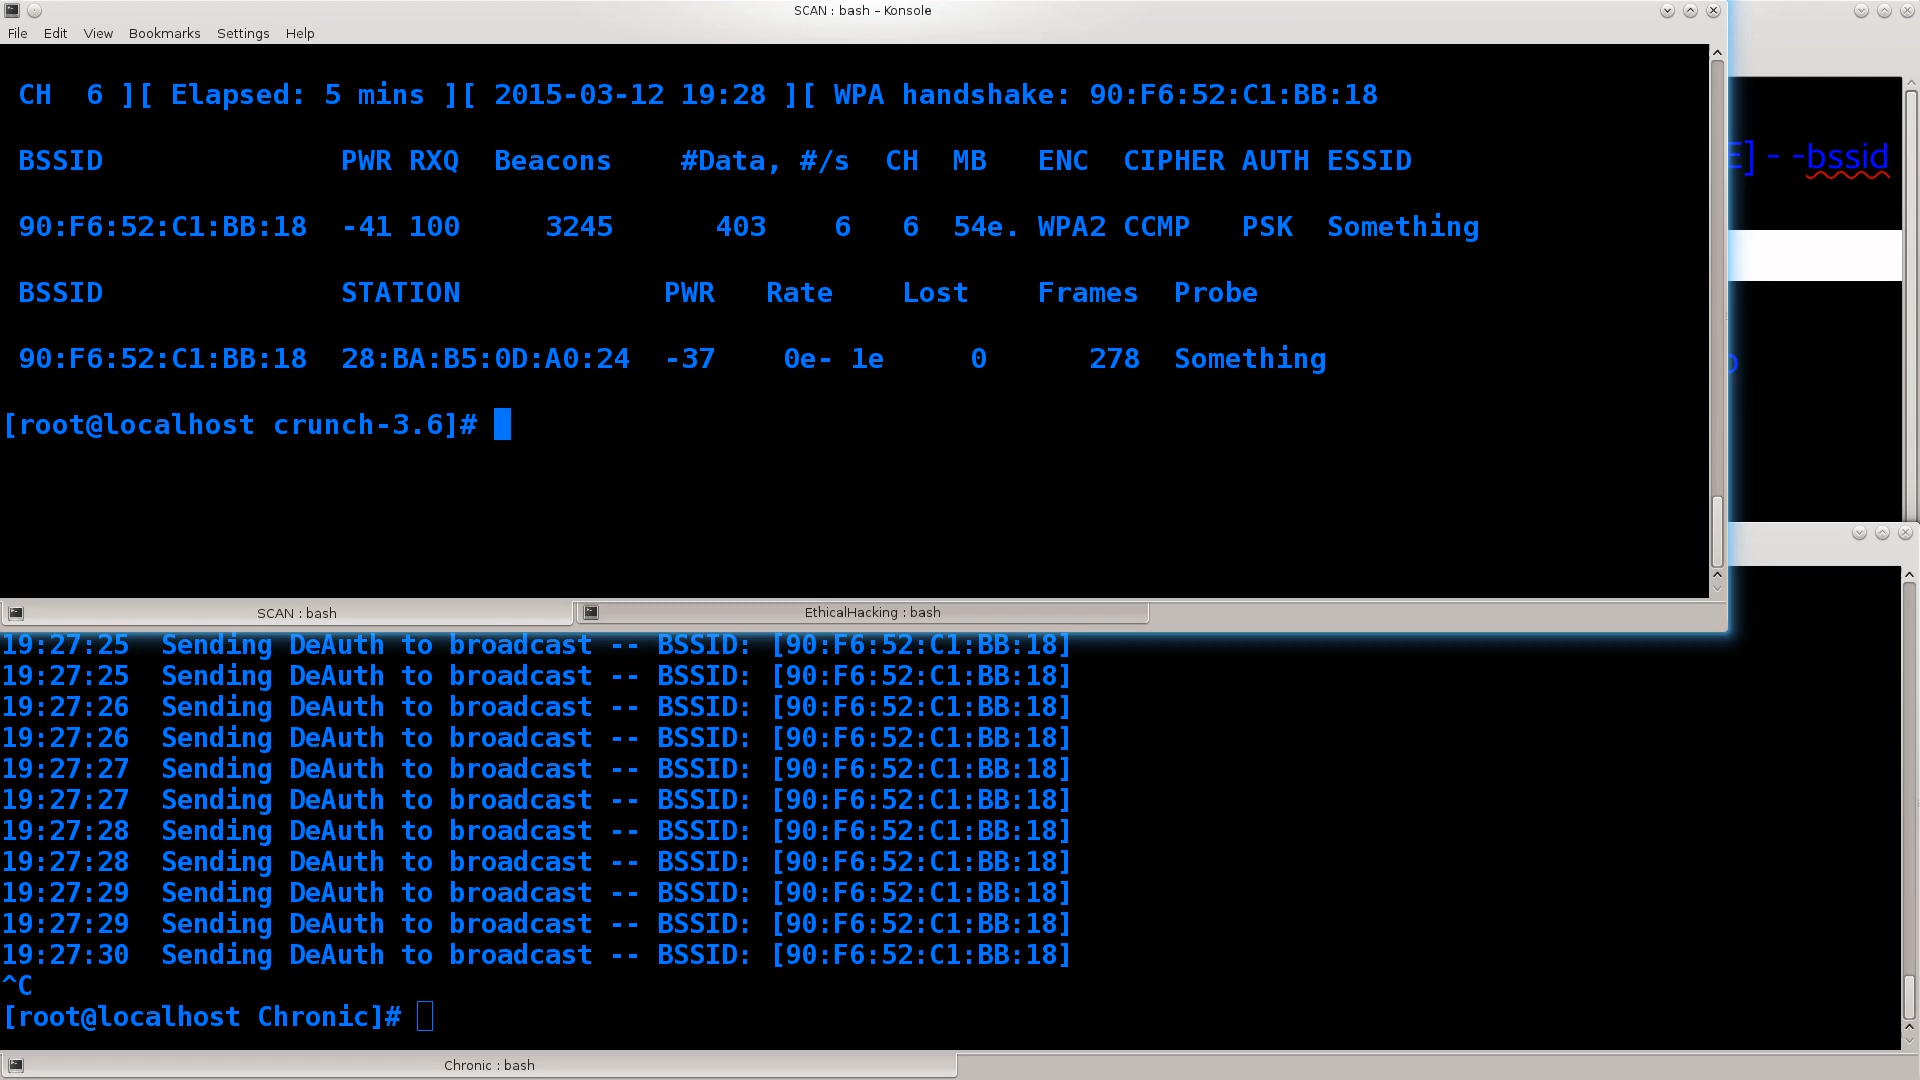 SCAN : bash – Konsole
File Edit View Bookmarks Settings Help
CH 6 ][ Elapsed: 5 mins ][ 2015-03-12 19:28 ][ WPA handshake: 90:F6:52:C1:BB:18
BSSID PWR RXQ Beacons #Data, #/s CH MB ENC CIPHER AUTH ESSID
90:F6:52:C1:BB:18 -41 100 3245 403 6 6 54e. WPA2 CCMP PSK Something
BSSID STATION PWR Rate Lost Frames Probe
90:F6:52:C1:BB:18 28:BA:B5:0D:A0:24 -37 0e- 1e 0 278 Something
[root@localhost crunch-3.6]#
] - -bssid
SCAN : bash EthicalHacking : bash
19:27:25 Sending DeAuth to broadcast -- BSSID: [90:F6:52:C1:BB:18]
19:27:25 Sending DeAuth to broadcast -- BSSID: [90:F6:52:C1:BB:18]
19:27:26 Sending DeAuth to broadcast -- BSSID: [90:F6:52:C1:BB:18]
19:27:26 Sending DeAuth to broadcast -- BSSID: [90:F6:52:C1:BB:18]
19:27:27 Sending DeAuth to broadcast -- BSSID: [90:F6:52:C1:BB:18]
19:27:27 Sending DeAuth to broadcast -- BSSID: [90:F6:52:C1:BB:18]
19:27:28 Sending DeAuth to broadcast -- BSSID: [90:F6:52:C1:BB:18]
19:27:28 Sending DeAuth to broadcast -- BSSID: [90:F6:52:C1:BB:18]
19:27:29 Sending DeAuth to broadcast -- BSSID: [90:F6:52:C1:BB:18]
19:27:29 Sending DeAuth to broadcast -- BSSID: [90:F6:52:C1:BB:18]
19:27:30 Sending DeAuth to broadcast -- BSSID: [90:F6:52:C1:BB:18]
^C
[root@localhost Chronic]#
Chronic : bash